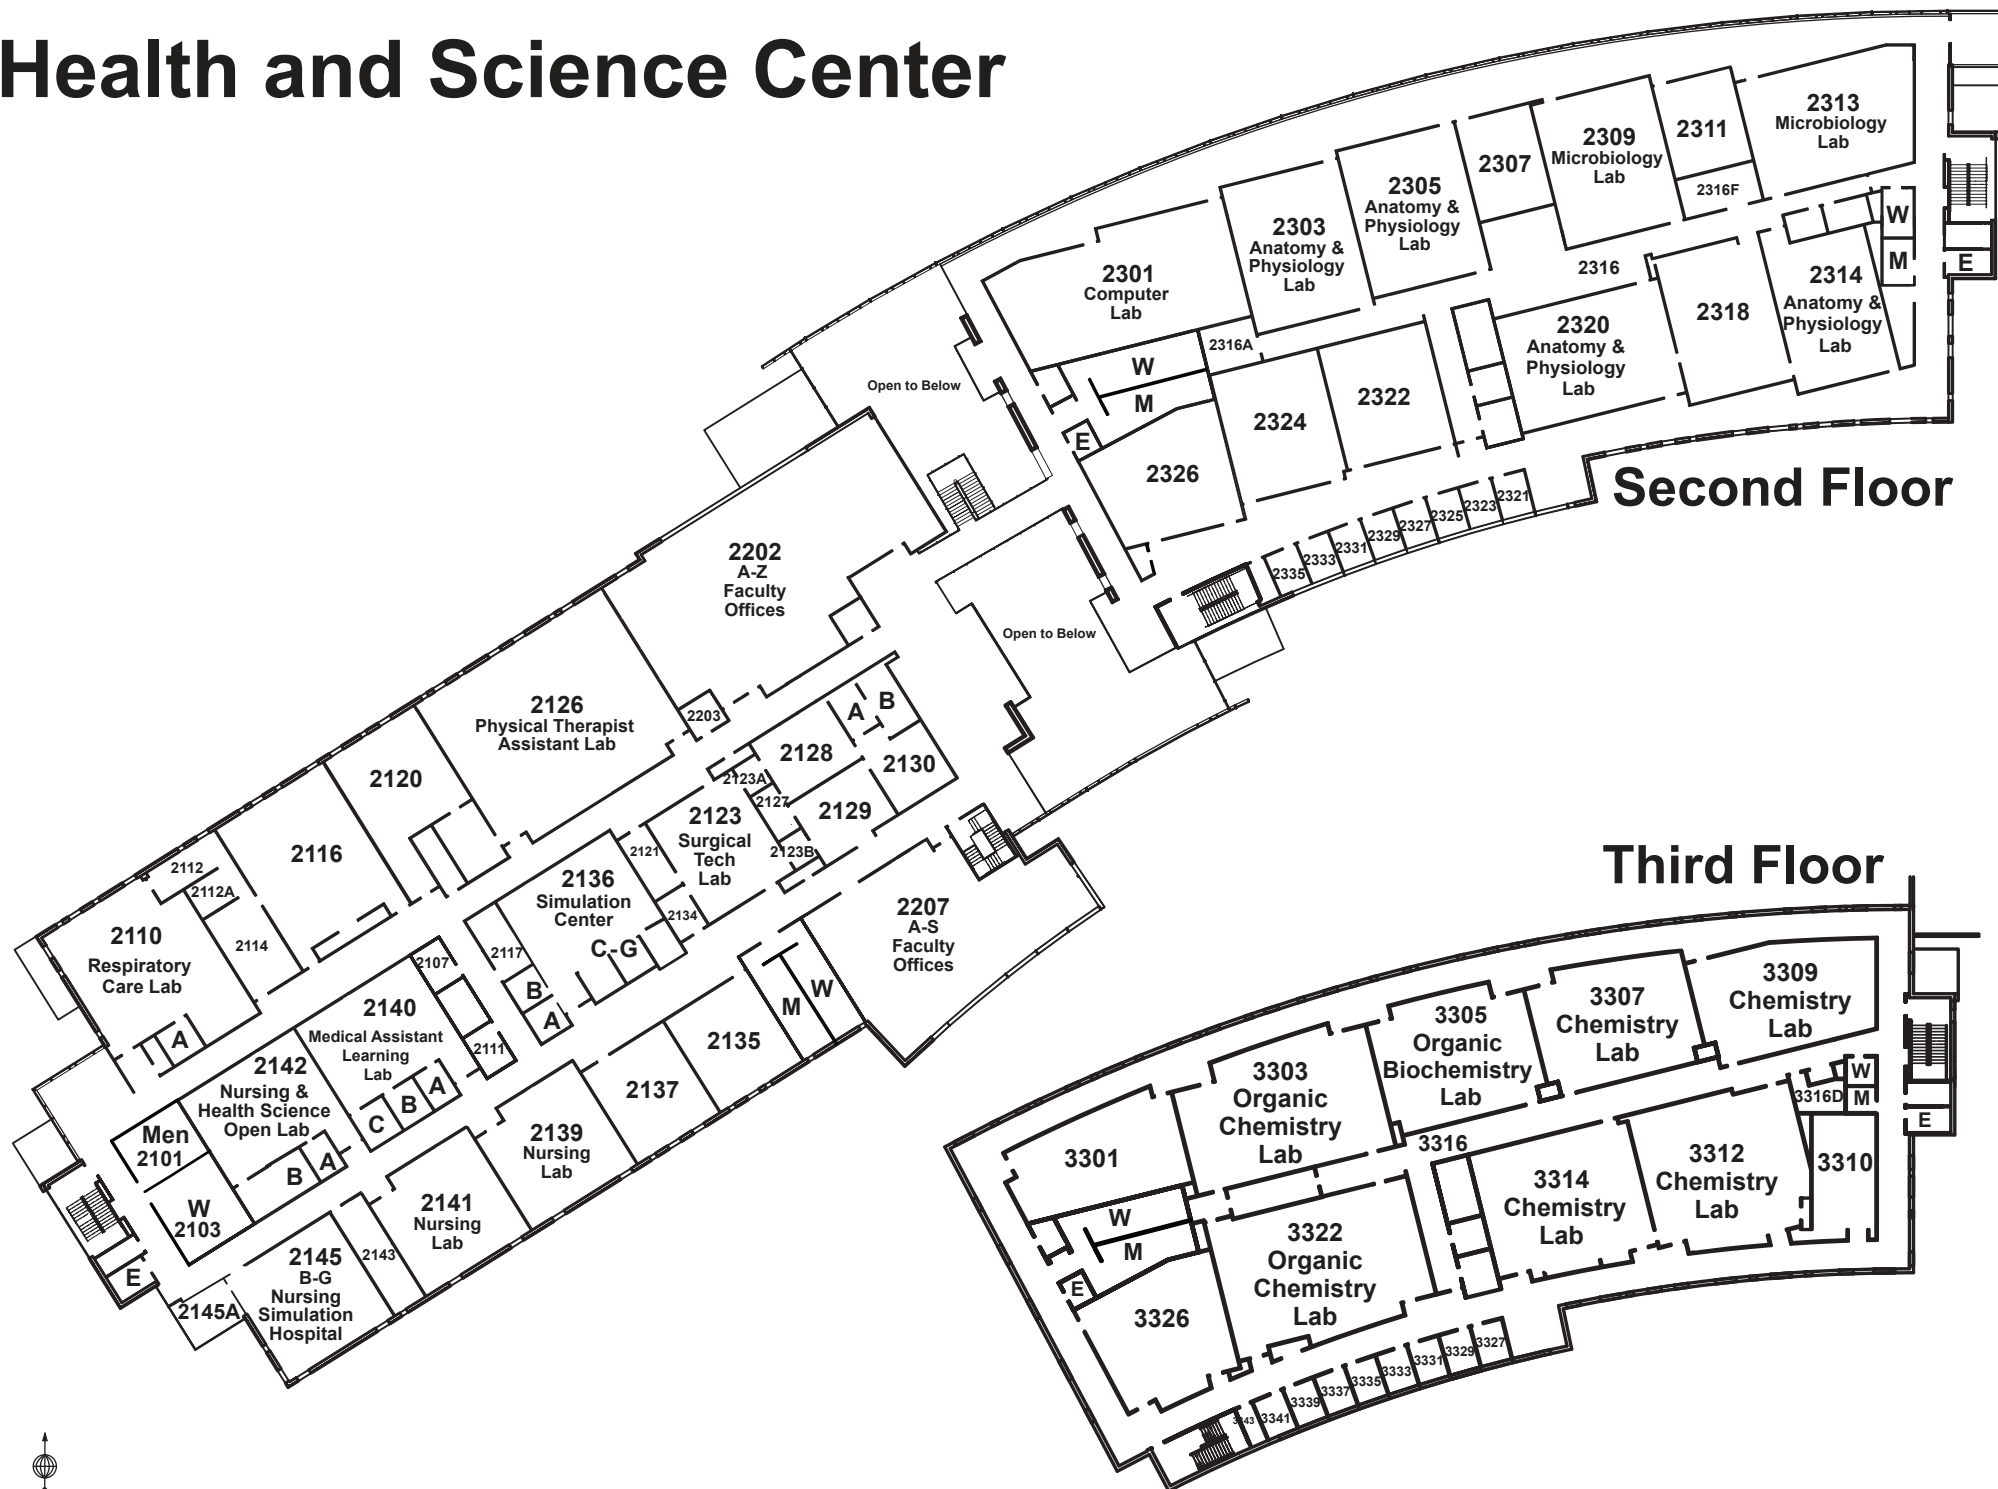 Health and Science Center
2313
Microbiology
Lab
2311
2309
Microbiology
Lab
2316F
2307
2305
Anatomy &
Physiology
Lab
2303
Anatomy &
Physiology
Lab
2301
Computer
Lab
W
M
E
2316
2314
Anatomy &
Physiology
Lab
2318
2320
Anatomy &
Physiology
Lab
2316A
W
M
E
2322
2324
2326
Open to Below
Second Floor
2321
2323
2325
2327
2329
2331
2333
2335
2202
A-Z
Faculty
Offices
Open to Below
2126
Physical Therapist
Assistant Lab
2203
A
B
2128
2130
2120
2123A
2127
2129
2123
Surgical
Tech
Lab
2123B
2116
2121
2112
2112A
2136
Simulation
Center
C-G
2134
2207
A-S
Faculty
Offices
2110
Respiratory
Care Lab
2114
2117
B
A
2107
2140
Medical Assistant
Learning
Lab
2111
A
B
C
W
M
2135
A
2142
Nursing &
Health Science
Open Lab
A
B
2137
Men
2101
W
2103
2139
Nursing
Lab
2141
Nursing
Lab
2143
2145
B-G
Nursing
Simulation
Hospital
E
2145A
Third Floor
3309
Chemistry
Lab
3307
Chemistry
Lab
3305
Organic
Biochemistry
Lab
3303
Organic
Chemistry
Lab
3301
W
M
E
3316D
3316
3310
3312
Chemistry
Lab
3314
Chemistry
Lab
W
M
E
3322
Organic
Chemistry
Lab
3326
3327
3329
3331
3333
3335
3337
3339
3341
3343